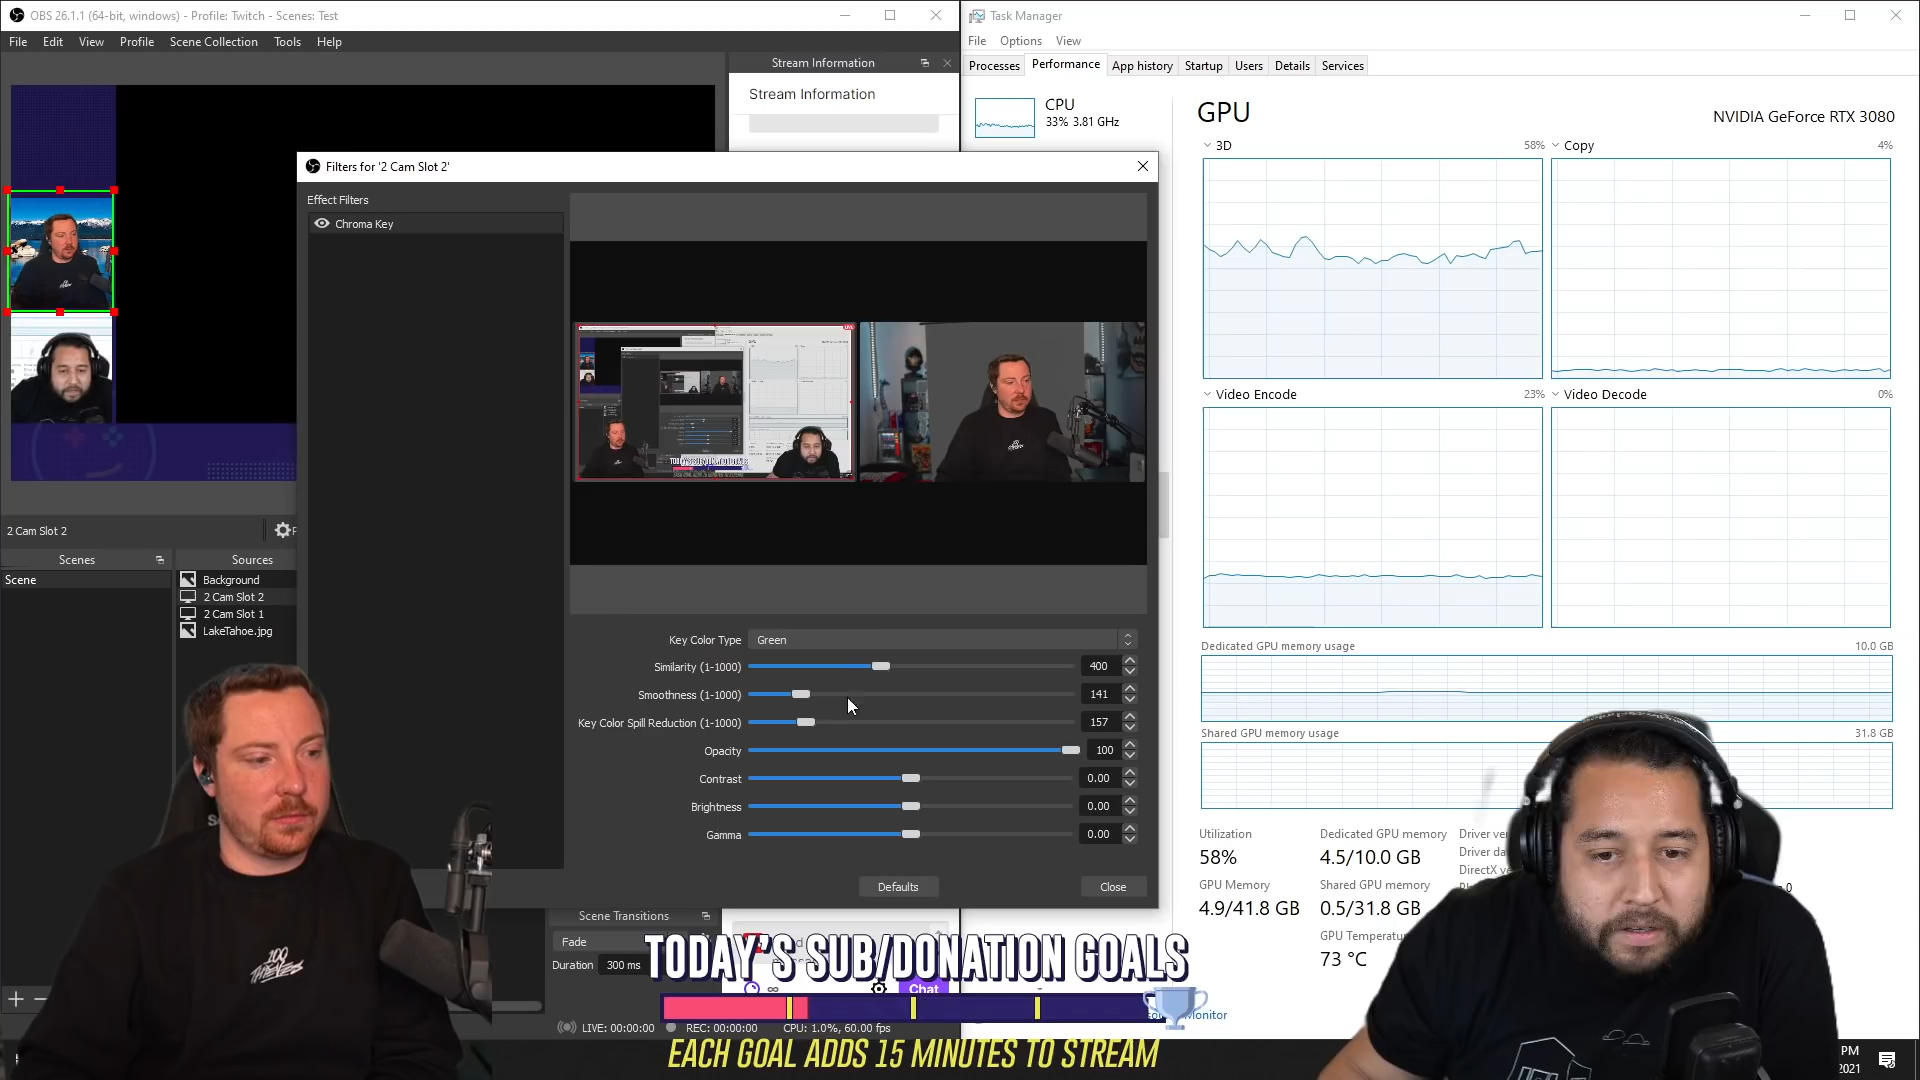 OBS 26.1.1 (64-bit, windows) - Profile: Twitch - Scenes: Test
File Edit View Profile Scene Collection Tools Help
Stream Information
Stream Information
Filters for '2 Cam Slot 2'
Effect Filters
Chroma Key
LIVE
Key Color Type Green
Similarity (1-1000) 400
Smoothness (1-1000) 141
Key Color Spill Reduction (1-1000) 157
Opacity 100
Contrast 0.00
Brightness 0.00
Gamma 0.00
Defaults Close
2 Cam Slot 2
Scenes Sources
Scene
Background
2 Cam Slot 2
2 Cam Slot 1
LakeTahoe.jpg
Scene Transitions
Fade
Duration 300 ms
Chat
LIVE: 00:00:00 REC: 00:00:00 CPU: 1.0%, 60.00 fps
100
THIEVES
TODAY'S SUB/DONATION GOALS
EACH GOAL ADDS 15 MINUTES TO STREAM
Task Manager
File Options View
Processes Performance App history Startup Users Details Services
CPU
33% 3.81 GHz
GPU NVIDIA GeForce RTX 3080
3D 58% Copy 4%
Video Encode 23% Video Decode 0%
Dedicated GPU memory usage 10.0 GB
Shared GPU memory usage 31.8 GB
Utilization
58%
Dedicated GPU memory
4.5/10.0 GB
Driver
Driver
DirectX
GPU Memory
4.9/41.8 GB
Shared GPU memory
0.5/31.8 GB
GPU
73 °C
Monitor
PM
2021